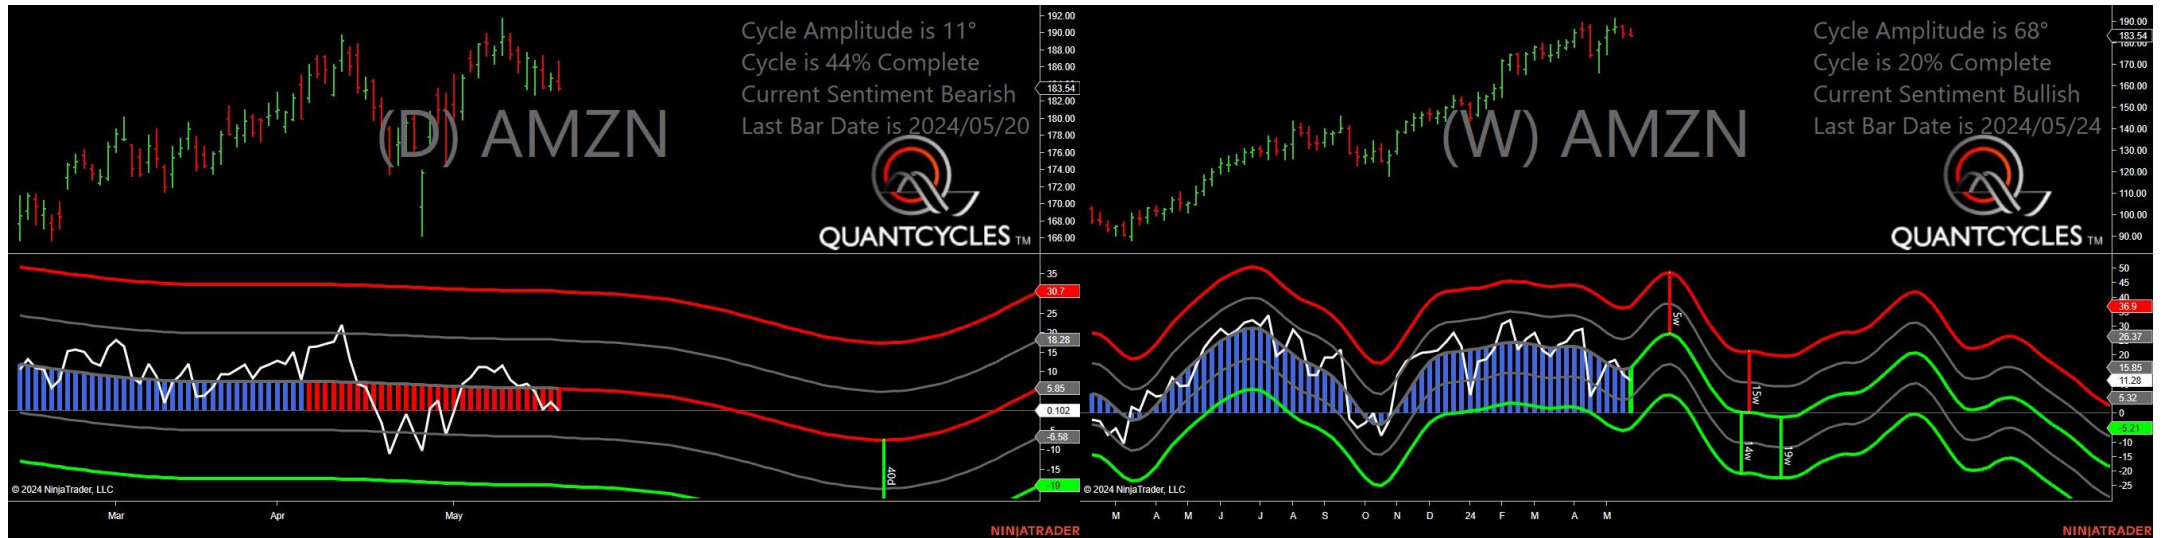 Cycle Amplitude is 11°
Cycle is 44% Complete
Current Sentiment Bearish
Last Bar Date is 2024/05/20
(D) AMZN
QUANTCYCLES TM
192.00
190.00
188.00
186.00
183.54
182.00
180.00
178.00
176.00
174.00
172.00
170.00
168.00
166.00
35
30.7
25
20
18.28
15
10
5.85
0.102
-5
-6.58
-10
-15
-19
40d
© 2024 NinjaTrader, LLC
Mar
Apr
May
NINJATRADER
Cycle Amplitude is 68°
Cycle is 20% Complete
Current Sentiment Bullish
Last Bar Date is 2024/05/24
(W) AMZN
QUANTCYCLES TM
190.00
183.54
180.00
170.00
160.00
150.00
140.00
130.00
120.00
110.00
100.00
90.00
50
45
40
36.9
30
26.37
20
15.85
11.28
5.32
0
-5.21
-10
-15
-20
-25
5w
15w
14w
19w
© 2024 NinjaTrader, LLC
M A M J J A S O N D 24 F M A M
NINJATRADER